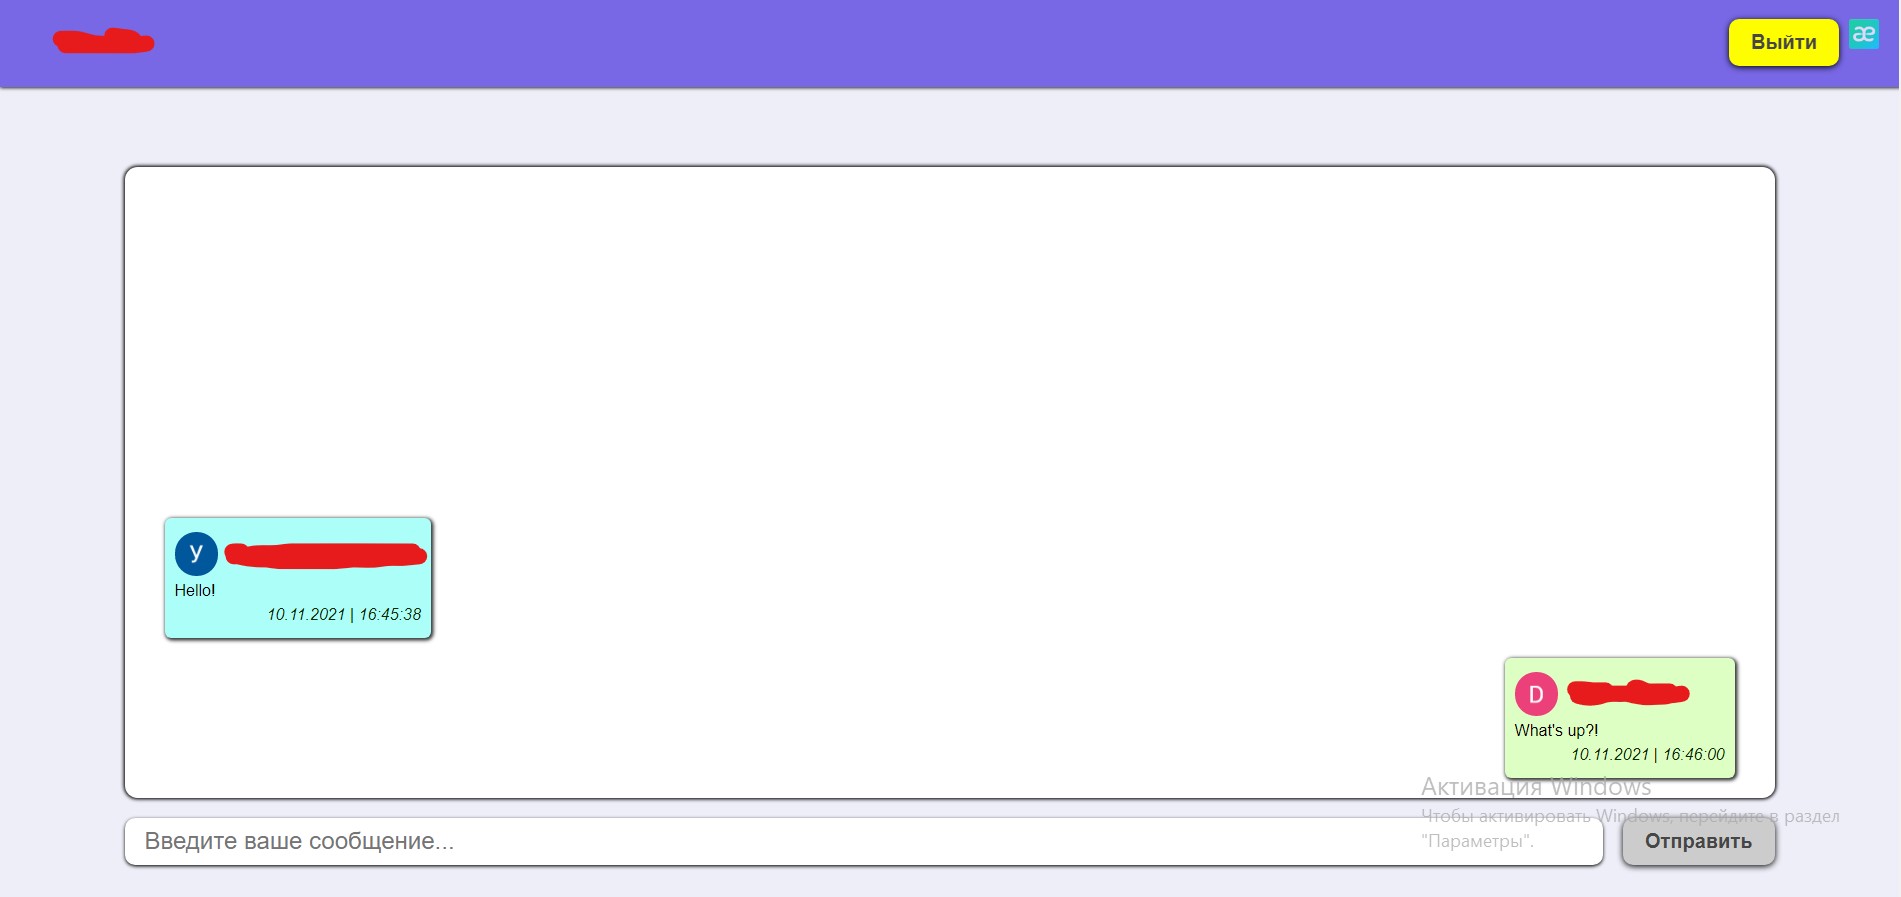 Выйти
æ
У
Hello!
10.11.2021 | 16:45:38
D
What's up?!
10.11.2021 | 16:46:00
Активация Windows
Чтобы активировать Windows, перейдите в раздел
"Параметры".
Введите ваше сообщение...
Отправить